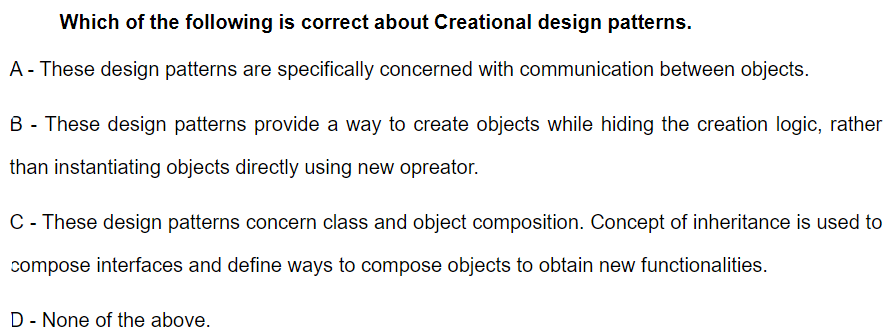 Which of the following is correct about Creational design patterns.
A - These design patterns are specifically concerned with communication between objects.
B - These design patterns provide a way to create objects while hiding the creation logic, rather
than instantiating objects directly using new opreator.
C - These design patterns concern class and object composition. Concept of inheritance is used to
compose interfaces and define ways to compose objects to obtain new functionalities.
D - None of the above.